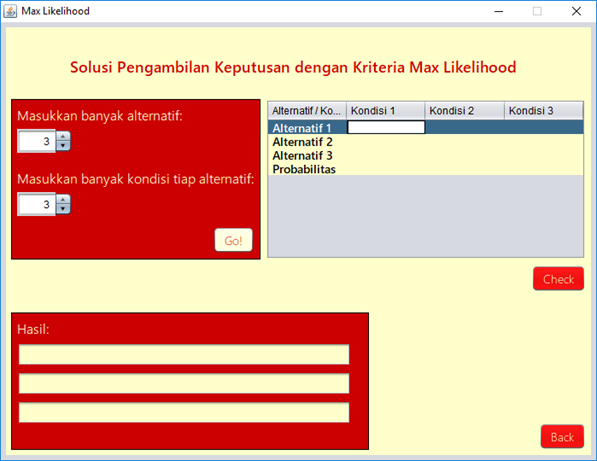 Max Likelihood
Solusi Pengambilan Keputusan dengan Kriteria Max Likelihood
Masukkan banyak alternatif:
3
Masukkan banyak kondisi tiap alternatif:
3
Go!
Alternatif / Ko... Kondisi 1 Kondisi 2 Kondisi 3
Alternatif 1
Alternatif 2
Alternatif 3
Probabilitas
Check
Hasil:
Back